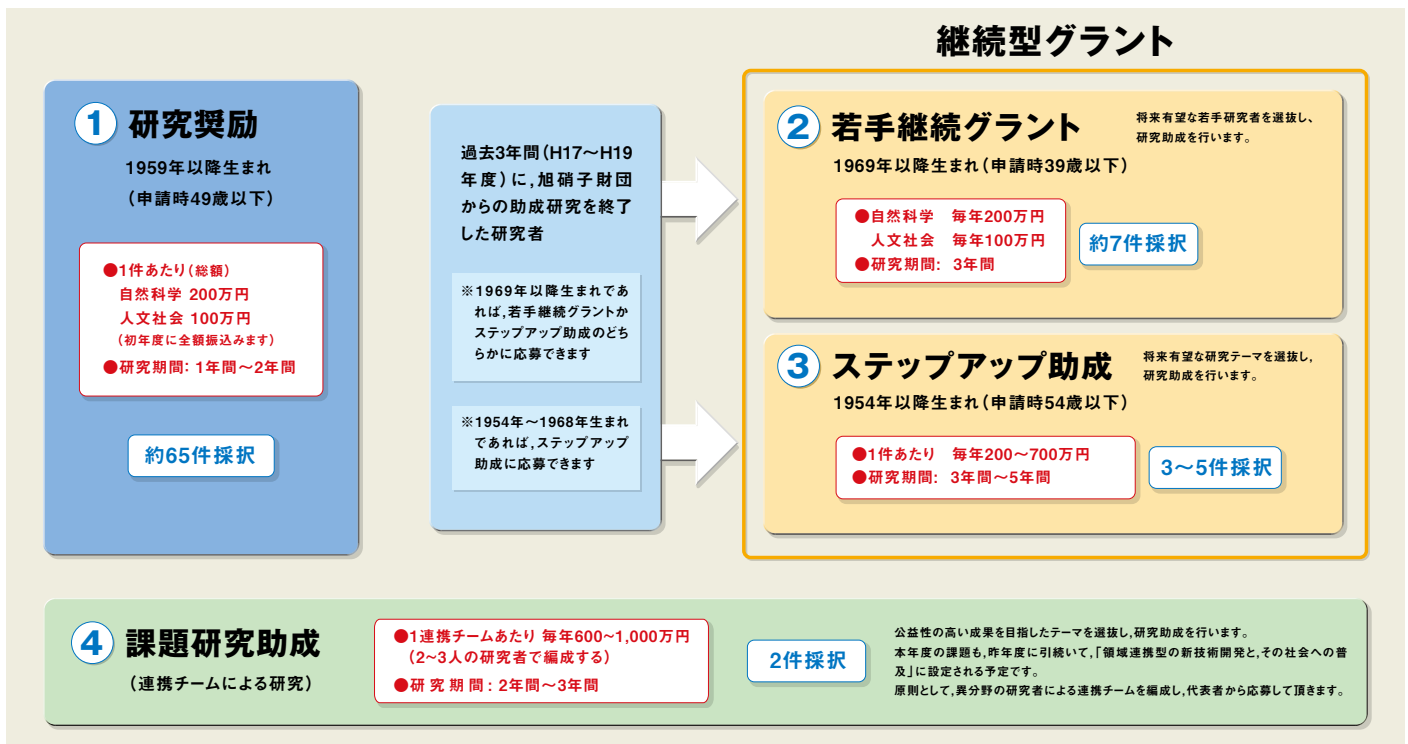 継続型グラント
1 研究奨励
1959年以降生まれ
(申請時49歳以下)
●1件あたり(総額)
自然科学 200万円
人文社会 100万円
(初年度に全額振込みます)
●研究期間: 1年間～2年間
約65件採択
過去3年間(H17～H19
年度)に,旭硝子財団
からの助成研究を終了
した研究者
※1969年以降生まれであ
れば,若手継続グラントか
ステップアップ助成のどち
らかに応募できます
※1954年～1968年生まれ
であれば,ステップアップ
助成に応募できます
2 若手継続グラント
将来有望な若手研究者を選抜し、
研究助成を行います。
1969年以降生まれ(申請時39歳以下)
●自然科学 毎年200万円
人文社会 毎年100万円
●研究期間: 3年間
約7件採択
3 ステップアップ助成
将来有望な研究テーマを選抜し,
研究助成を行います。
1954年以降生まれ(申請時54歳以下)
●1件あたり 毎年200～700万円
●研究期間: 3年間～5年間
3～5件採択
4 課題研究助成
(連携チームによる研究)
●1連携チームあたり 毎年600~1,000万円
(2~3人の研究者で編成する)
●研究期間: 2年間～3年間
2件採択
公益性の高い成果を目指したテーマを選抜し,研究助成を行います。
本年度の課題も,昨年度に引続いて,「領域連携型の新技術開発と,その社会への普
及」に設定される予定です。
原則として,異分野の研究者による連携チームを編成し,代表者から応募して頂きます。